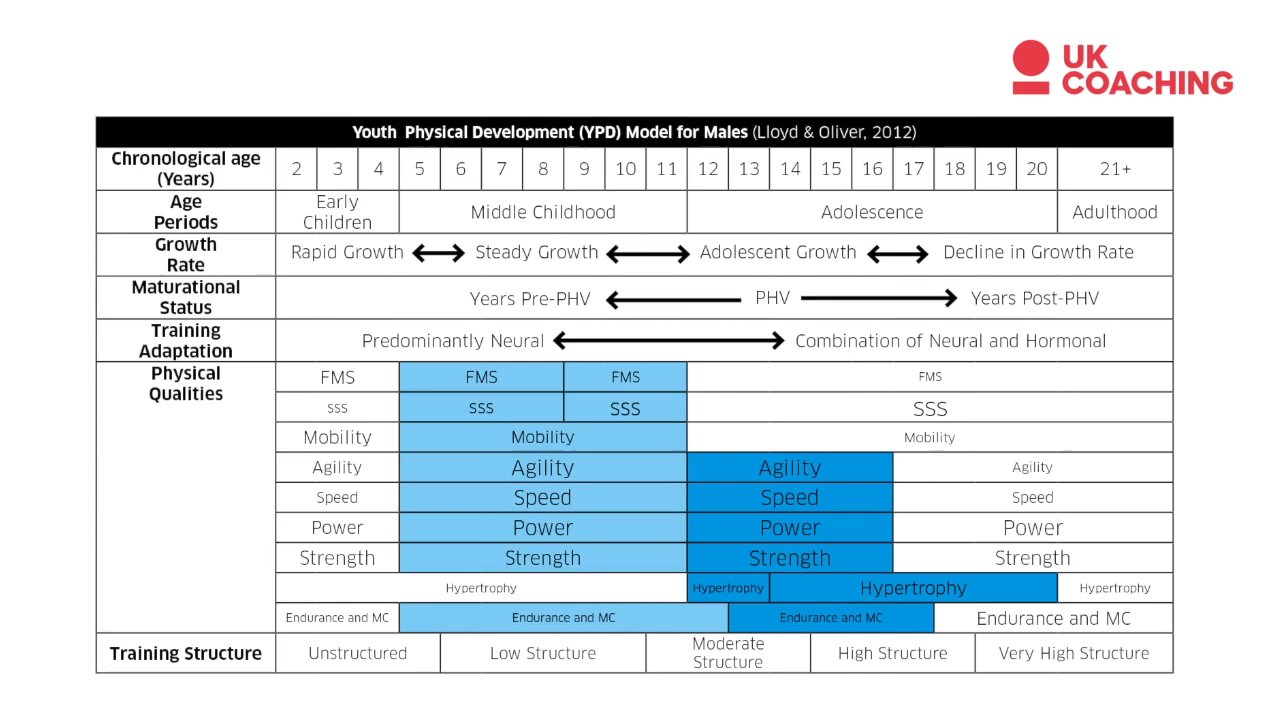 UK
COACHING
Youth Physical Development (YPD) Model for Males (Lloyd & Oliver, 2012)
Chronological age
(Years)
2 3 4 5 6 7 8 9 10 11 12 13 14 15 16 17 18 19 20 21+
Age
Periods
Early
Children
Middle Childhood Adolescence Adulthood
Growth
Rate
Rapid Growth Steady Growth Adolescent Growth Decline in Growth Rate
Maturational
Status
Years Pre-PHV PHV Years Post-PHV
Training
Adaptation
Predominantly Neural Combination of Neural and Hormonal
Physical
Qualities
FMS FMS FMS FMS
SSS SSS SSS SSS
Mobility Mobility Mobility
Agility Agility Agility Agility
Speed Speed Speed Speed
Power Power Power Power
Strength Strength Strength Strength
Hypertrophy Hypertrophy Hypertrophy Hypertrophy
Endurance and MC Endurance and MC Endurance and MC Endurance and MC
Training Structure Unstructured Low Structure
Moderate
Structure
High Structure Very High Structure